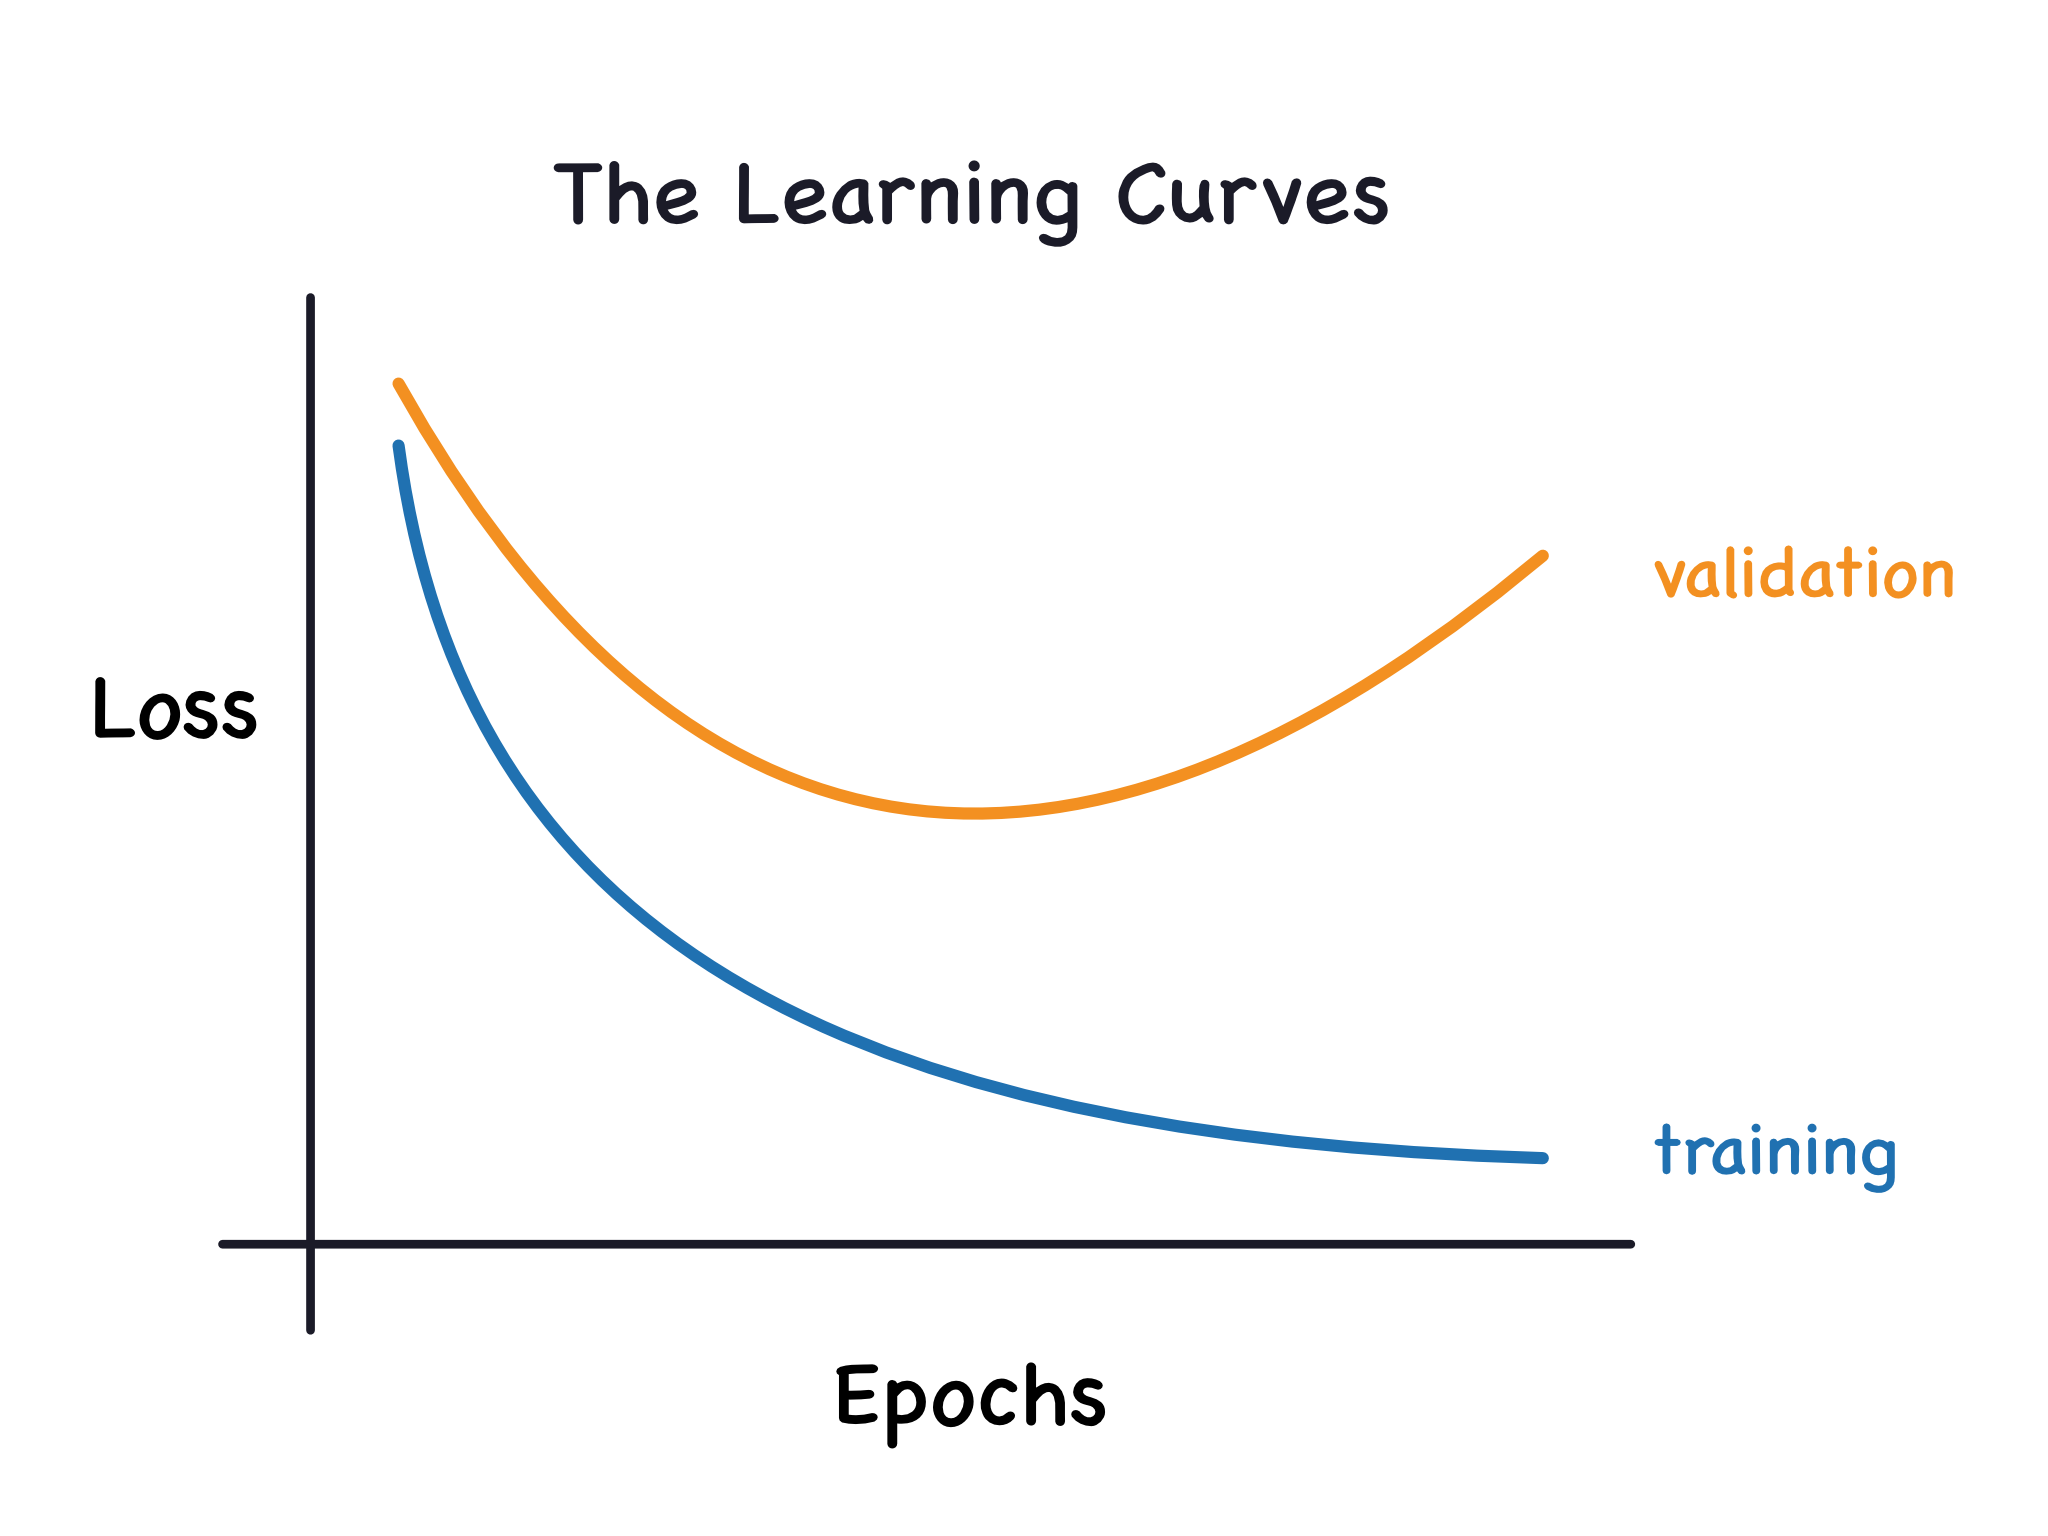 The Learning Curves
validation
Loss
training
Epochs